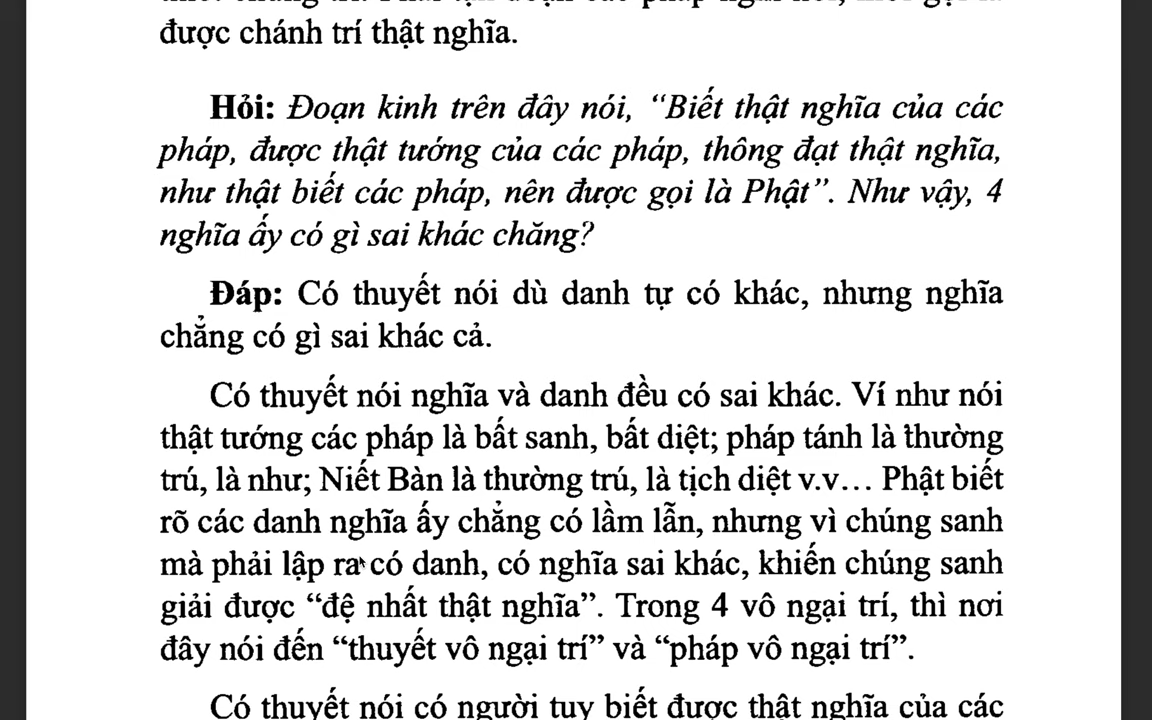 được chánh trí thật nghĩa.
Hỏi: Đoạn kinh trên đây nói, “Biết thật nghĩa của các
pháp, được thật tướng của các pháp, thông đạt thật nghĩa,
như thật biết các pháp, nên được gọi là Phật”. Như vậy, 4
nghĩa ấy có gì sai khác chăng?
Đáp: Có thuyết nói dù danh tự có khác, nhưng nghĩa
chẳng có gì sai khác cả.
Có thuyết nói nghĩa và danh đều có sai khác. Ví như nói
thật tướng các pháp là bất sanh, bất diệt; pháp tánh là thường
trú, là như; Niết Bàn là thường trú, là tịch diệt v.v… Phật biết
rõ các danh nghĩa ấy chẳng có lầm lẫn, nhưng vì chúng sanh
mà phải lập ra có danh, có nghĩa sai khác, khiến chúng sanh
giải được “đệ nhất thật nghĩa”. Trong 4 vô ngại trí, thì nơi
đây nói đến “thuyết vô ngại trí” và “pháp vô ngại trí”.
Có thuyết nói có người tuy biết được thật nghĩa của các